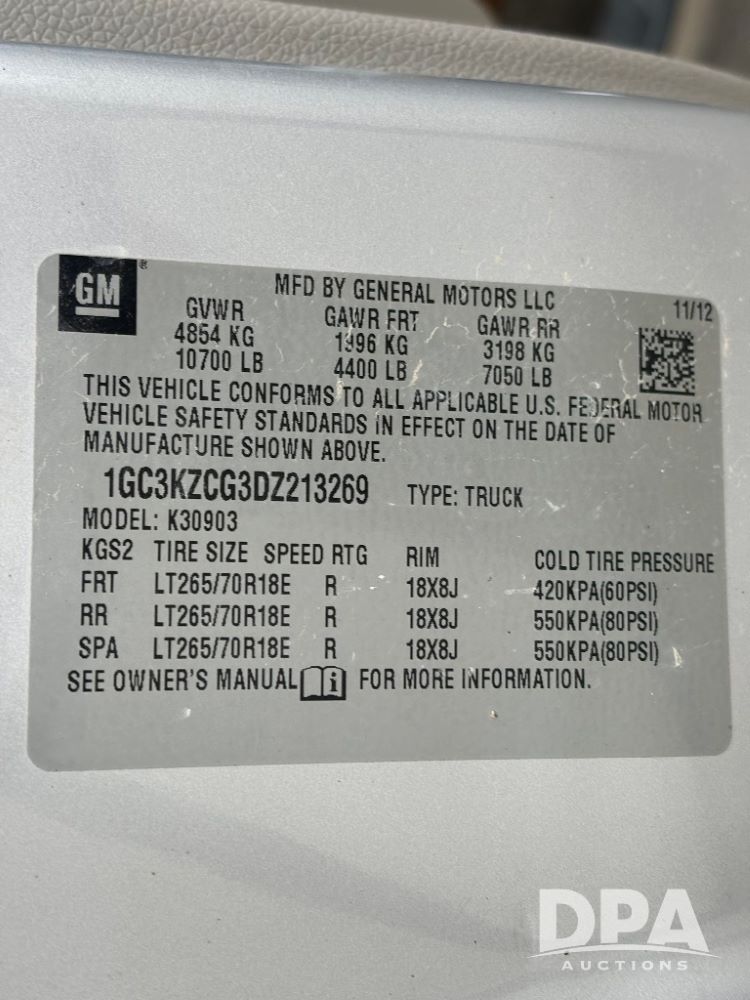 GM ®
MFD BY GENERAL MOTORS LLC
11/12
GVWR GAWR FRT GAWR RR
4854 KG 1996 KG 3198 KG
10700 LB 4400 LB 7050 LB
THIS VEHICLE CONFORMS TO ALL APPLICABLE U.S. FEDERAL MOTOR
VEHICLE SAFETY STANDARDS IN EFFECT ON THE DATE OF
MANUFACTURE SHOWN ABOVE.
1GC3KZCG3DZ213269 TYPE: TRUCK
MODEL: K30903
KGS2 TIRE SIZE SPEED RTG RIM COLD TIRE PRESSURE
FRT LT265/70R18E R 18X8J 420KPA(60PSI)
RR LT265/70R18E R 18X8J 550KPA(80PSI)
SPA LT265/70R18E R 18X8J 550KPA(80PSI)
SEE OWNER'S MANUAL i FOR MORE INFORMATION.
DPA
AUCTIONS